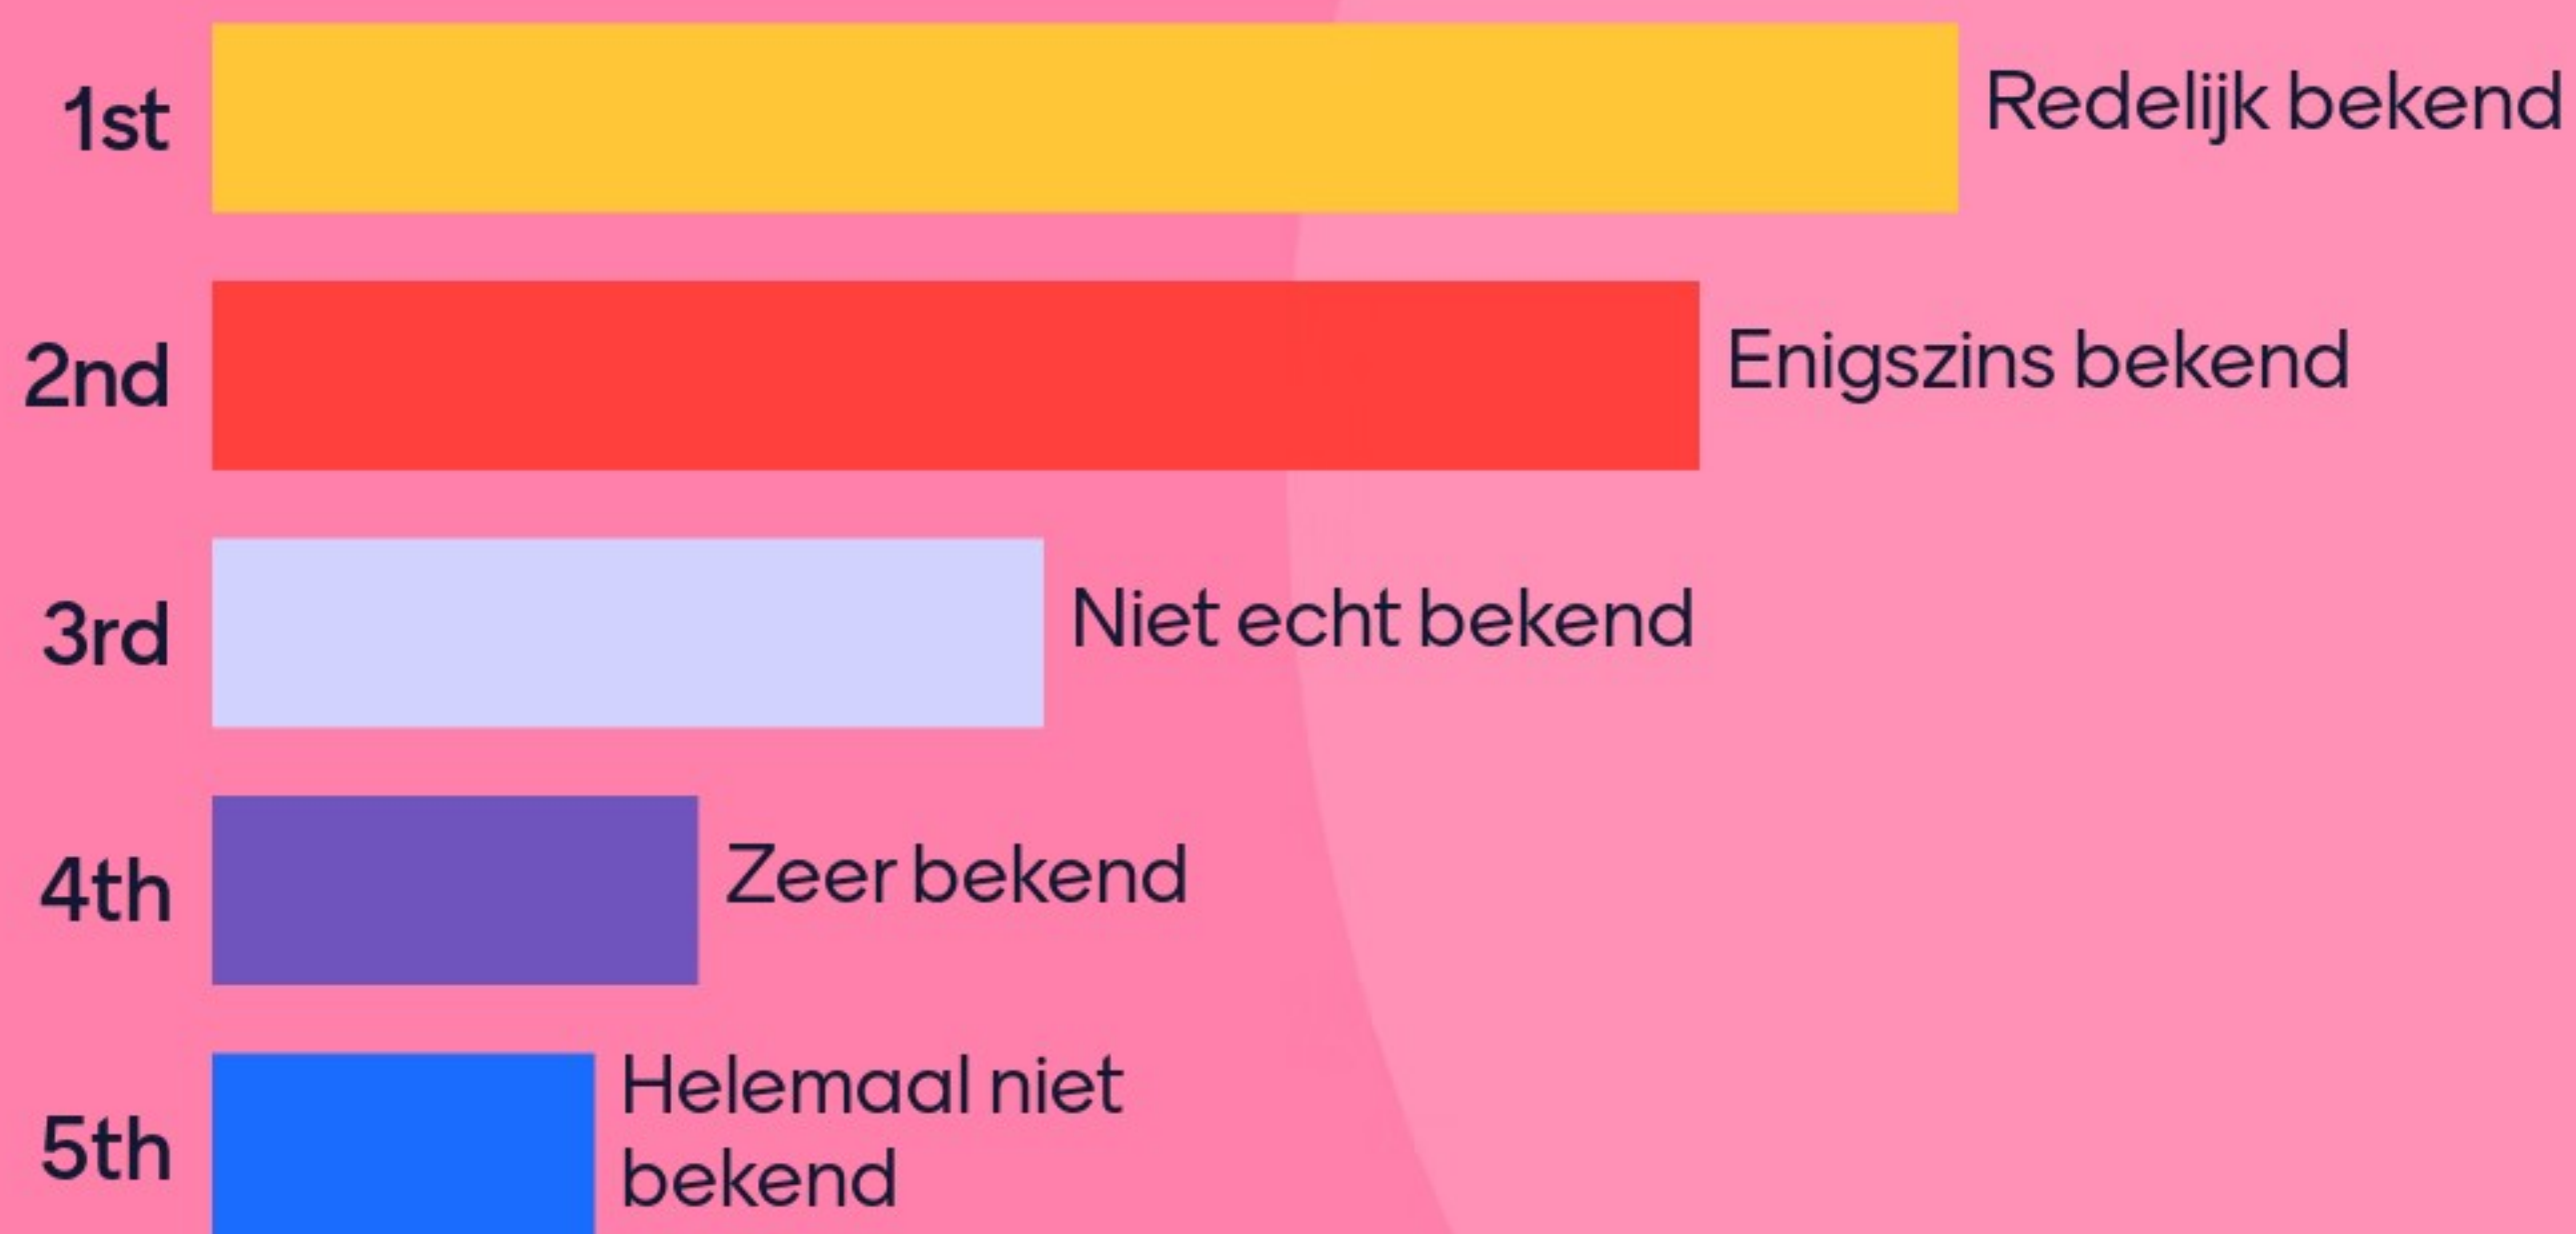 1st Redelijk bekend
2nd Enigszins bekend
3rd Niet echt bekend
4th Zeer bekend
5th Helemaal niet
bekend